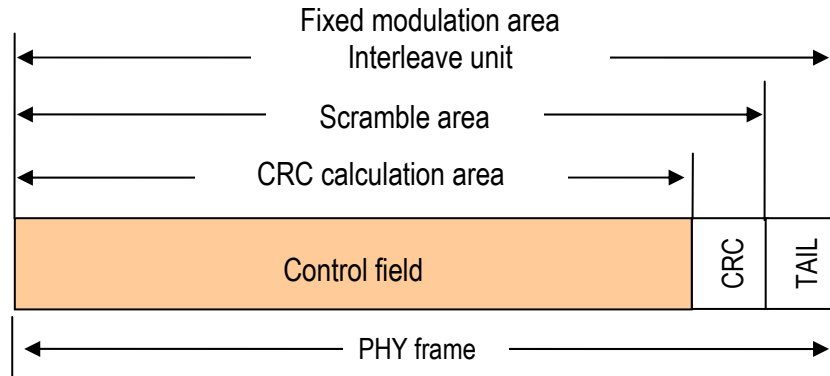 Fixed modulation area
Interleave unit
Scramble area
CRC calculation area
Control field
CRC
TAIL
PHY frame